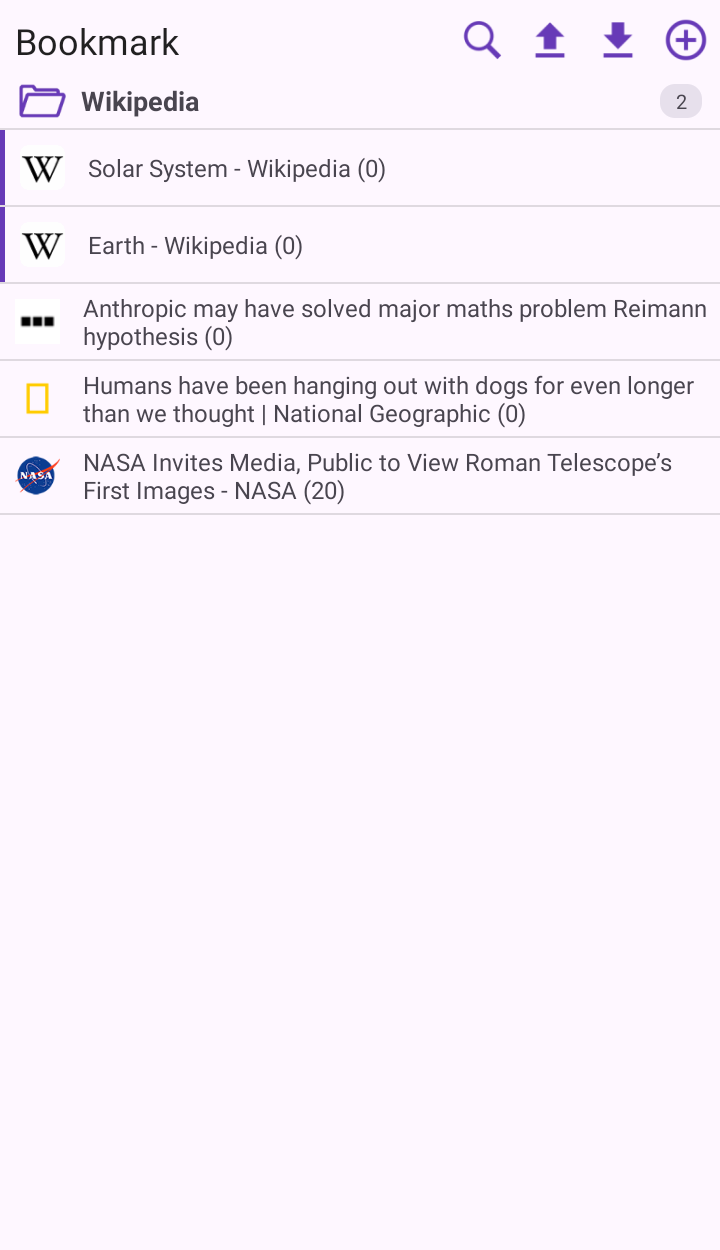 Bookmark
Wikipedia
2
W Solar System - Wikipedia (0)
W Earth - Wikipedia (0)
Anthropic may have solved major maths problem Reimann
hypothesis (0)
Humans have been hanging out with dogs for even longer
than we thought | National Geographic (0)
NASA
NASA Invites Media, Public to View Roman Telescope’s
First Images - NASA (20)